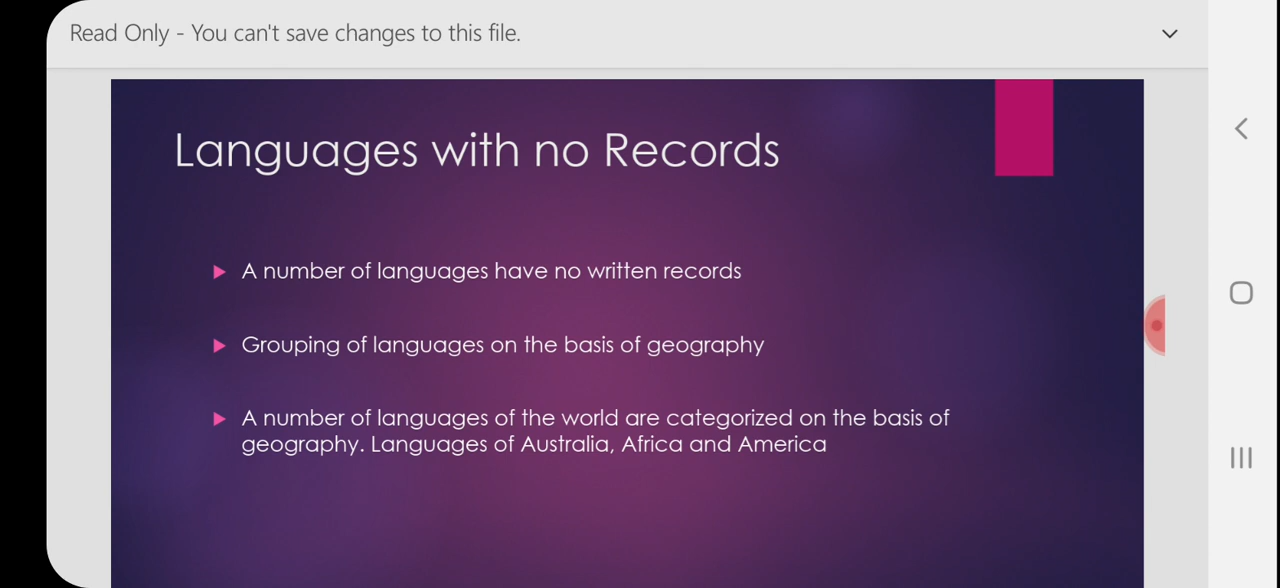 Read Only - You can't save changes to this file.
Languages with no Records
A number of languages have no written records
Grouping of languages on the basis of geography
A number of languages of the world are categorized on the basis of
geography. Languages of Australia, Africa and America